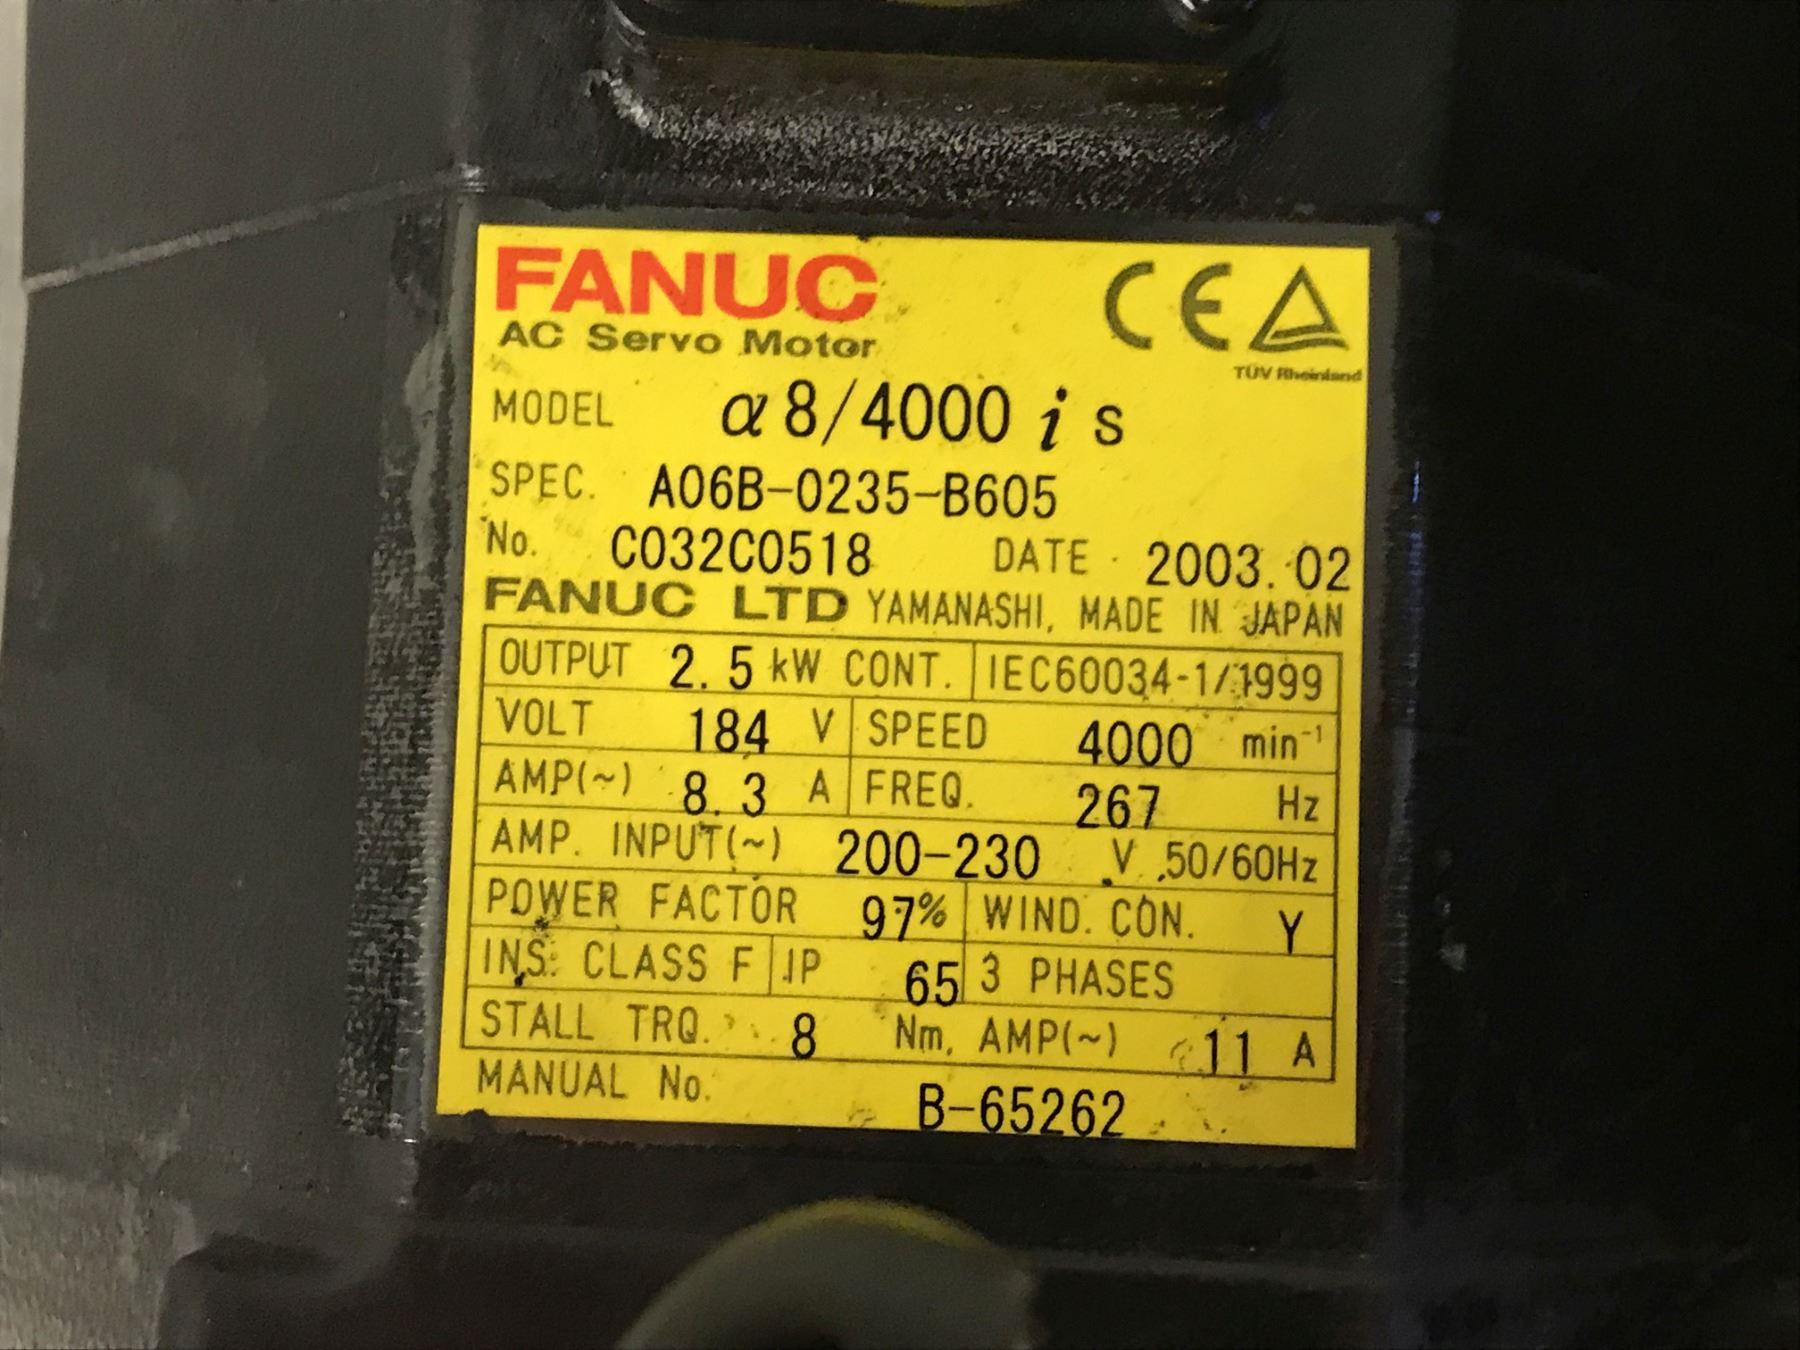 FANUC CE
AC Servo Motor
TÜV Rheinland
MODEL α8/4000 i s
SPEC. A06B-0235-B605
No. C032C0518 DATE 2003.02
FANUC LTD YAMANASHI, MADE IN JAPAN
OUTPUT 2.5 kW CONT. IEC60034-1/1999
VOLT 184 V SPEED 4000 min⁻¹
AMP(~) 8.3 A FREQ. 267 Hz
AMP. INPUT(~) 200-230 V 50/60Hz
POWER FACTOR 97% WIND. CON. Y
INS. CLASS F IP 65 3 PHASES
STALL TRQ. 8 Nm, AMP(~) 11 A
MANUAL No. B-65262